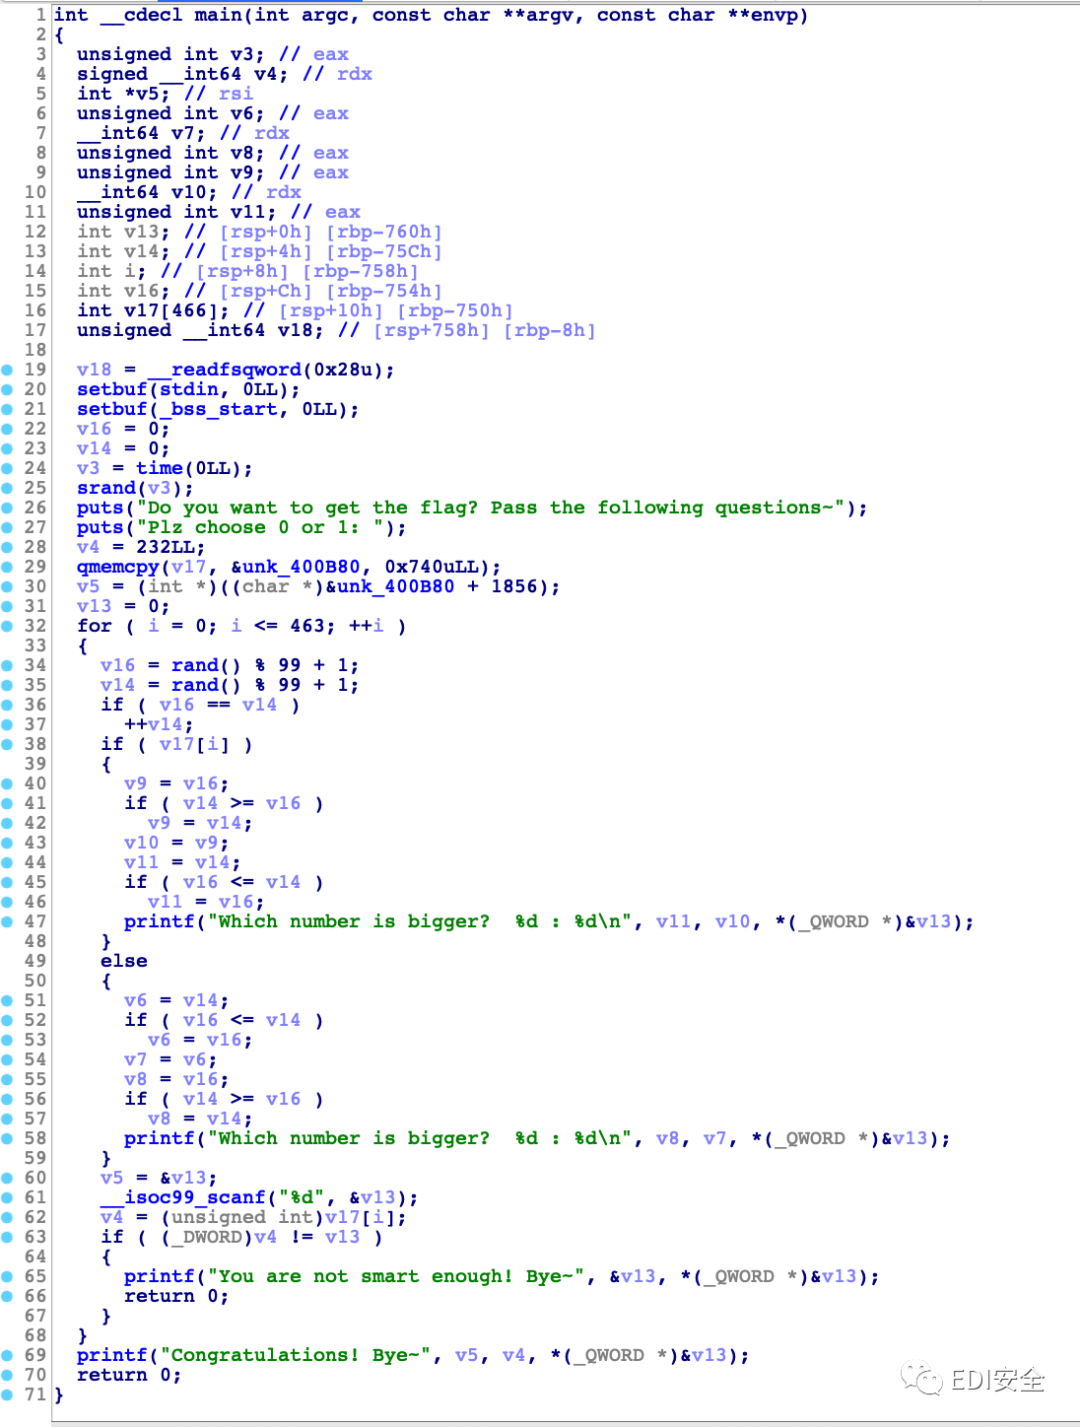 1 int __cdecl main(int argc, const char **argv, const char **envp)
2 {
3 unsigned int v3; // eax
4 signed __int64 v4; // rdx
5 int *v5; // rsi
6 unsigned int v6; // eax
7 __int64 v7; // rdx
8 unsigned int v8; // eax
9 unsigned int v9; // eax
10 __int64 v10; // rdx
11 unsigned int v11; // eax
12 int v13; // [rsp+0h] [rbp-760h]
13 int v14; // [rsp+4h] [rbp-75Ch]
14 int i; // [rsp+8h] [rbp-758h]
15 int v16; // [rsp+Ch] [rbp-754h]
16 int v17[466]; // [rsp+10h] [rbp-750h]
17 unsigned __int64 v18; // [rsp+758h] [rbp-8h]
18
19 v18 = __readfsqword(0x28u);
20 setbuf(stdin, 0LL);
21 setbuf(_bss_start, 0LL);
22 v16 = 0;
23 v14 = 0;
24 v3 = time(0LL);
25 srand(v3);
26 puts("Do you want to get the flag? Pass the following questions~");
27 puts("Plz choose 0 or 1: ");
28 v4 = 232LL;
29 qmemcpy(v17, &unk_400B80, 0x740uLL);
30 v5 = (int *)((char *)&unk_400B80 + 1856);
31 v13 = 0;
32 for ( i = 0; i <= 463; ++i )
33 {
34 v16 = rand() % 99 + 1;
35 v14 = rand() % 99 + 1;
36 if ( v16 == v14 )
37 ++v14;
38 if ( v17[i] )
39 {
40 v9 = v16;
41 if ( v14 >= v16 )
42 v9 = v14;
43 v10 = v9;
44 v11 = v14;
45 if ( v16 <= v14 )
46 v11 = v16;
47 printf("Which number is bigger?  %d : %d\n", v11, v10, *(_QWORD *)&v13);
48 }
49 else
50 {
51 v6 = v14;
52 if ( v16 <= v14 )
53 v6 = v16;
54 v7 = v6;
55 v8 = v16;
56 if ( v14 >= v16 )
57 v8 = v14;
58 printf("Which number is bigger?  %d : %d\n", v8, v7, *(_QWORD *)&v13);
59 }
60 v5 = &v13;
61 __isoc99_scanf("%d", &v13);
62 v4 = (unsigned int)v17[i];
63 if ( (_DWORD)v4 != v13 )
64 {
65 printf("You are not smart enough! Bye~", &v13, *(_QWORD *)&v13);
66 return 0;
67 }
68 }
69 printf("Congratulations! Bye~", v5, v4, *(_QWORD *)&v13);
70 return 0;
71 }
EDI安全